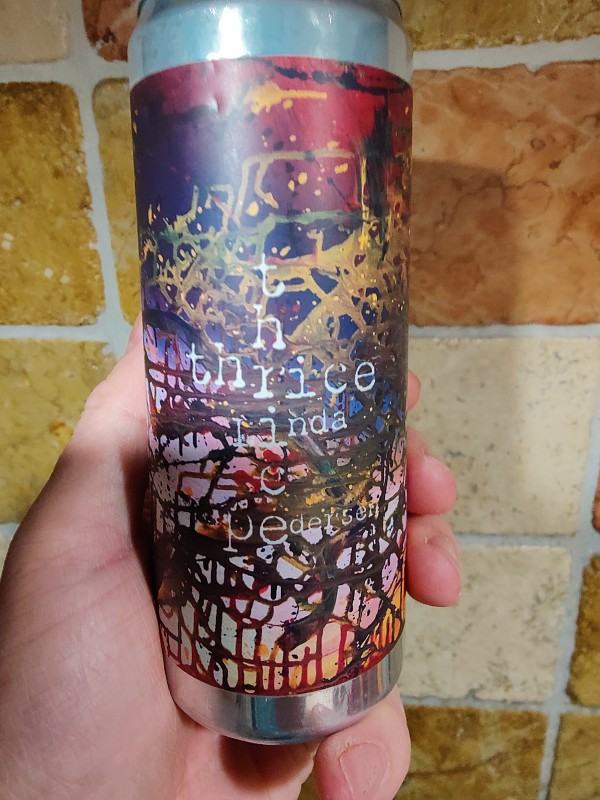 t
h
thrice
Linda
c
pedersen